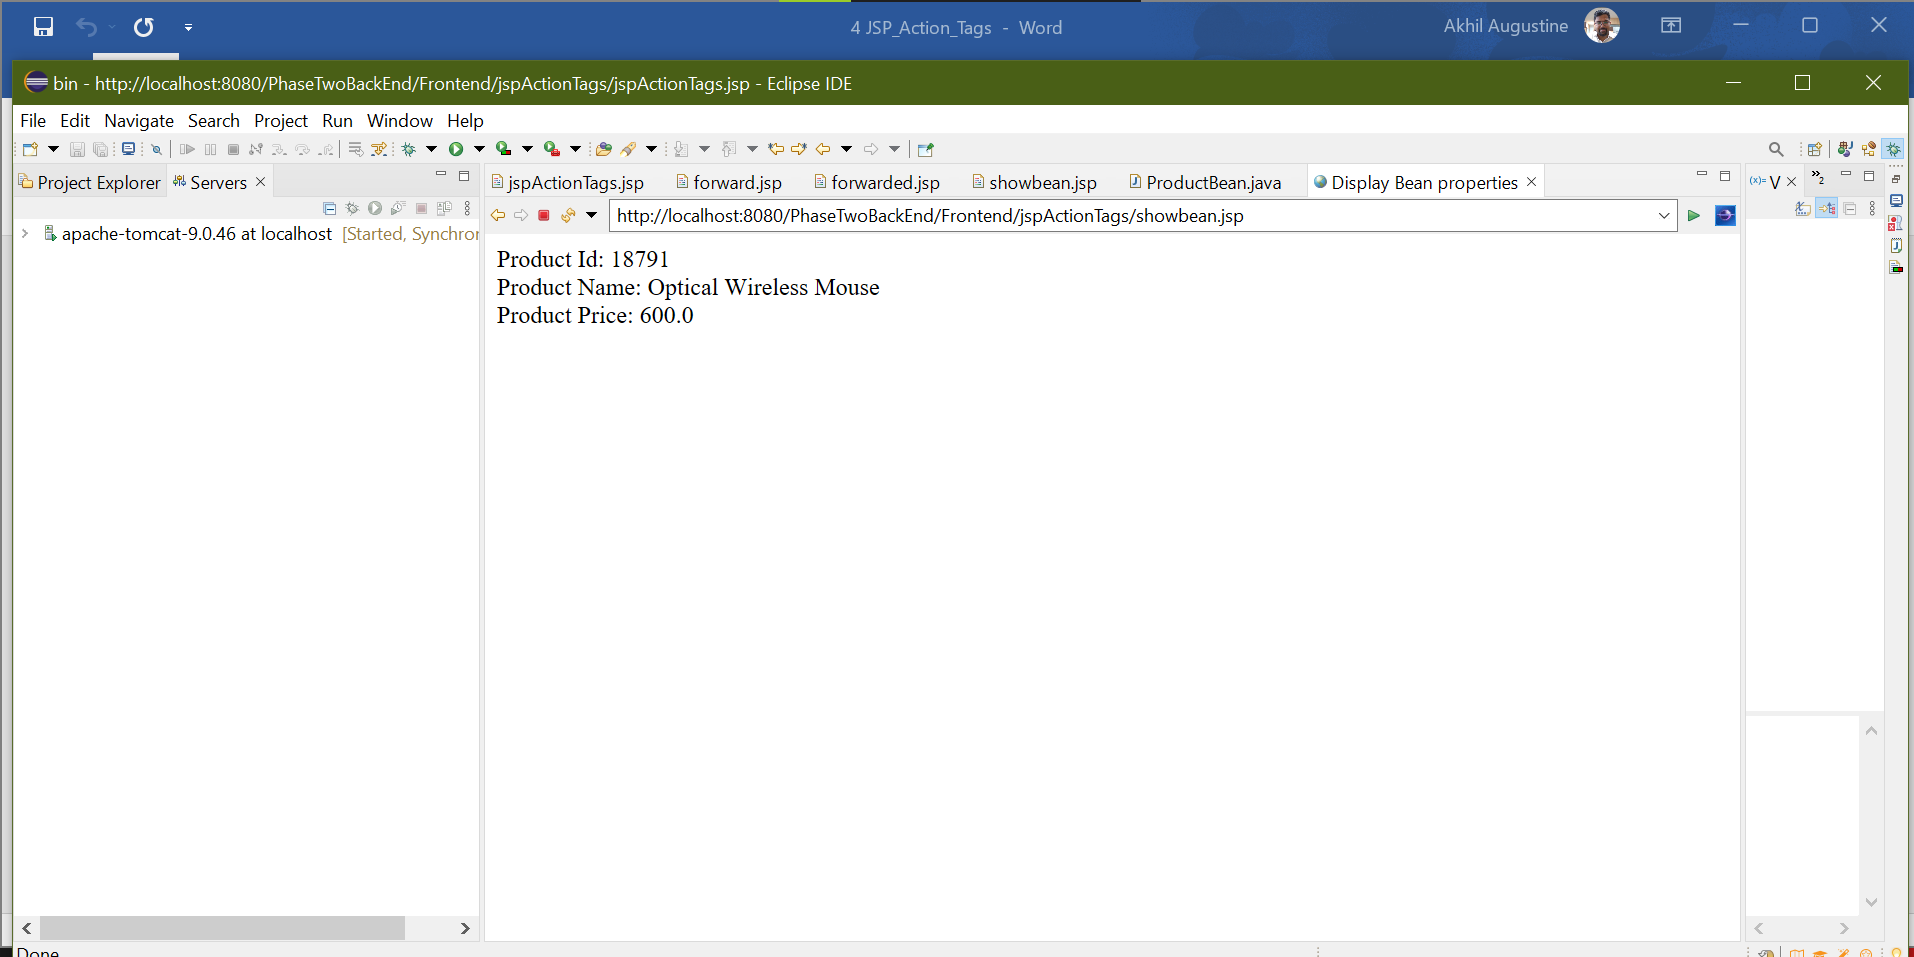 4 JSP_Action_Tags - Word
Akhil Augustine
bin - http://localhost:8080/PhaseTwoBackEnd/Frontend/jspActionTags/jspActionTags.jsp - Eclipse IDE
File Edit Navigate Search Project Run Window Help
Project Explorer Servers
jspActionTags.jsp forward.jsp forwarded.jsp showbean.jsp ProductBean.java Display Bean properties
(x)= V »2
http://localhost:8080/PhaseTwoBackEnd/Frontend/jspActionTags/showbean.jsp
apache-tomcat-9.0.46 at localhost [Started, Synchror
Product Id: 18791
Product Name: Optical Wireless Mouse
Product Price: 600.0
Done